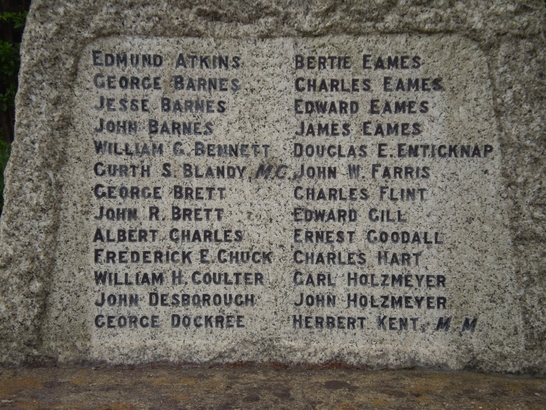 EDMUND ATKINS
GEORGE BARNES
JESSE BARNES
JOHN BARNES
WILLIAM G. BENNETT
GURTH S. BLANDY, M.C.
GEORGE BRETT
JOHN R. BRETT
ALBERT CHARLES
FREDERICK E. CHUCK
WILLIAM H. COULTER
JOHN DESBOROUGH
GEORGE DOCKREE
BERTIE EAMES
CHARLES EAMES
EDWARD EAMES
JAMES EAMES
DOUGLAS E. ENTICKNAP
JOHN W. FARRIS
CHARLES FLINT
EDWARD GILL
ERNEST GOODALL
CHARLES HART
CARL HOLZMEYER
JOHN HOLZMEYER
HERBERT KENT, M.M